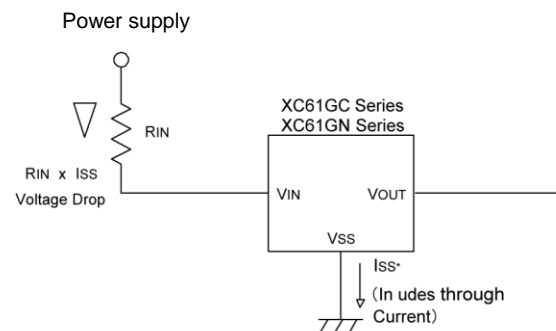 Power supply
RIN
RIN x ISS
Voltage Drop
XC61GC Series
XC61GN Series
VIN
VOUT
VSS
ISS*
(In udes through
Current)